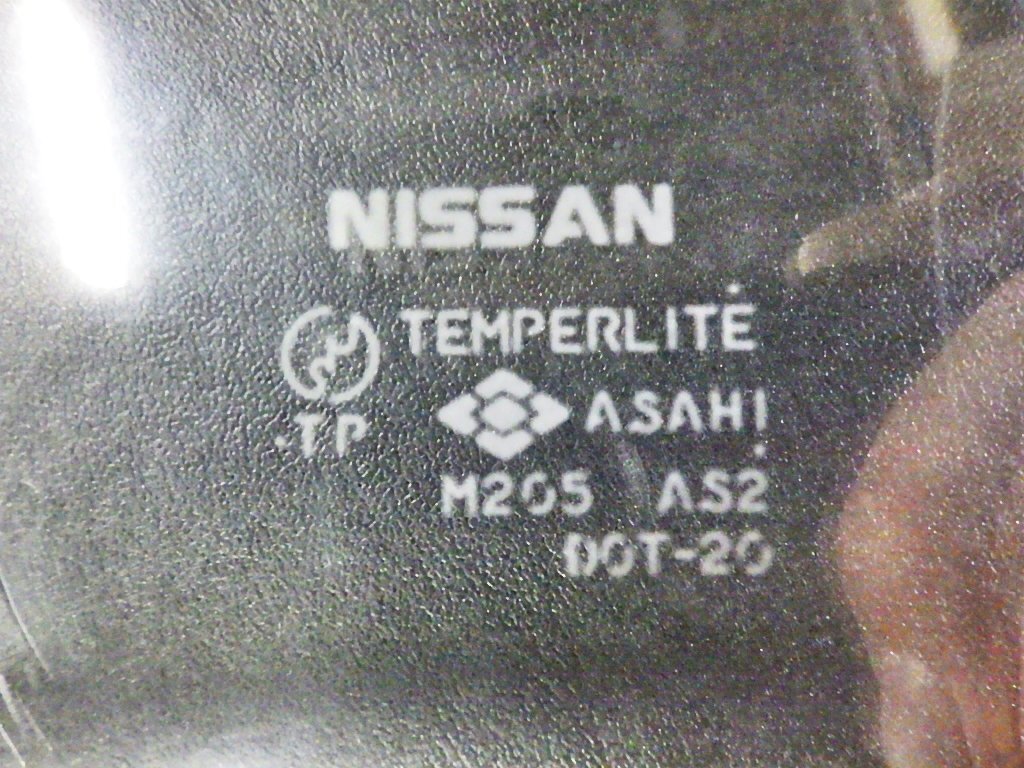 NISSAN
TEMPERLITE
TP
ASAHI
M205 AS2
DOT-20